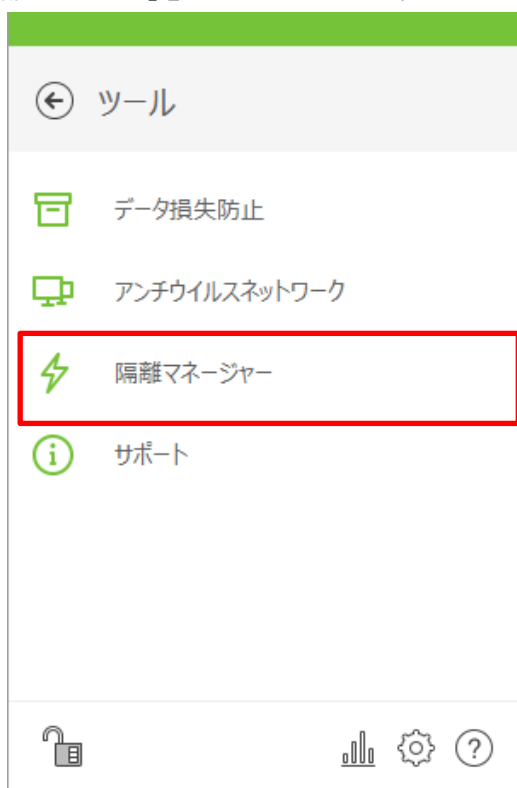 ツール
データ損失防止
アンチウイルスネットワーク
隔離マネージャー
サポート